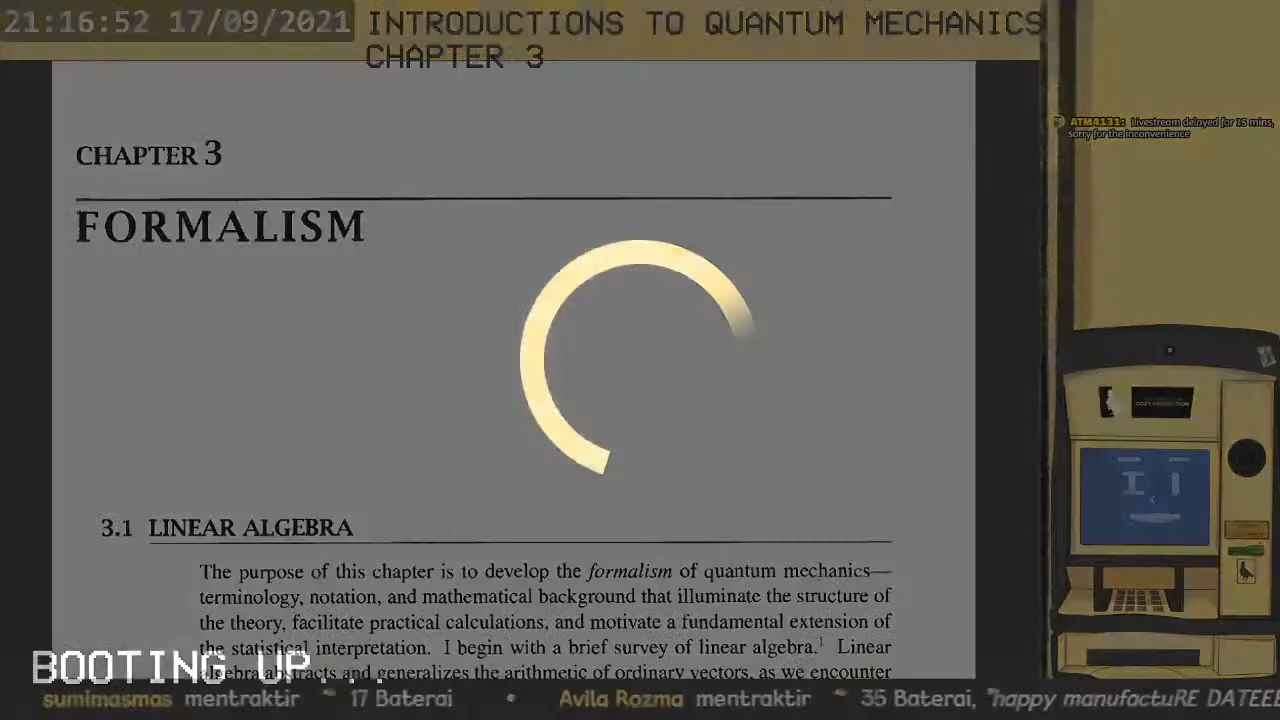 21:16:52 17/09/2021
INTRODUCTIONS TO QUANTUM MECHANICS
CHAPTER 3
ATM4131: Livestream delayed for 15 mins,
sorry for the inconvenience
CHAPTER 3
FORMALISM
3.1 LINEAR ALGEBRA
The purpose of this chapter is to develop the formalism of quantum mechanics—
terminology, notation, and mathematical background that illuminate the structure of
the theory, facilitate practical calculations, and motivate a fundamental extension of
the statistical interpretation. I begin with a brief survey of linear algebra.¹ Linear
algebra abstracts and generalizes the arithmetic of ordinary vectors, as we encounter
BOOTING UP.
sumimasmas mentraktir 17 Baterai • Avila Rozma mentraktir 35 Baterai, "happy manufactuRE DATEEE